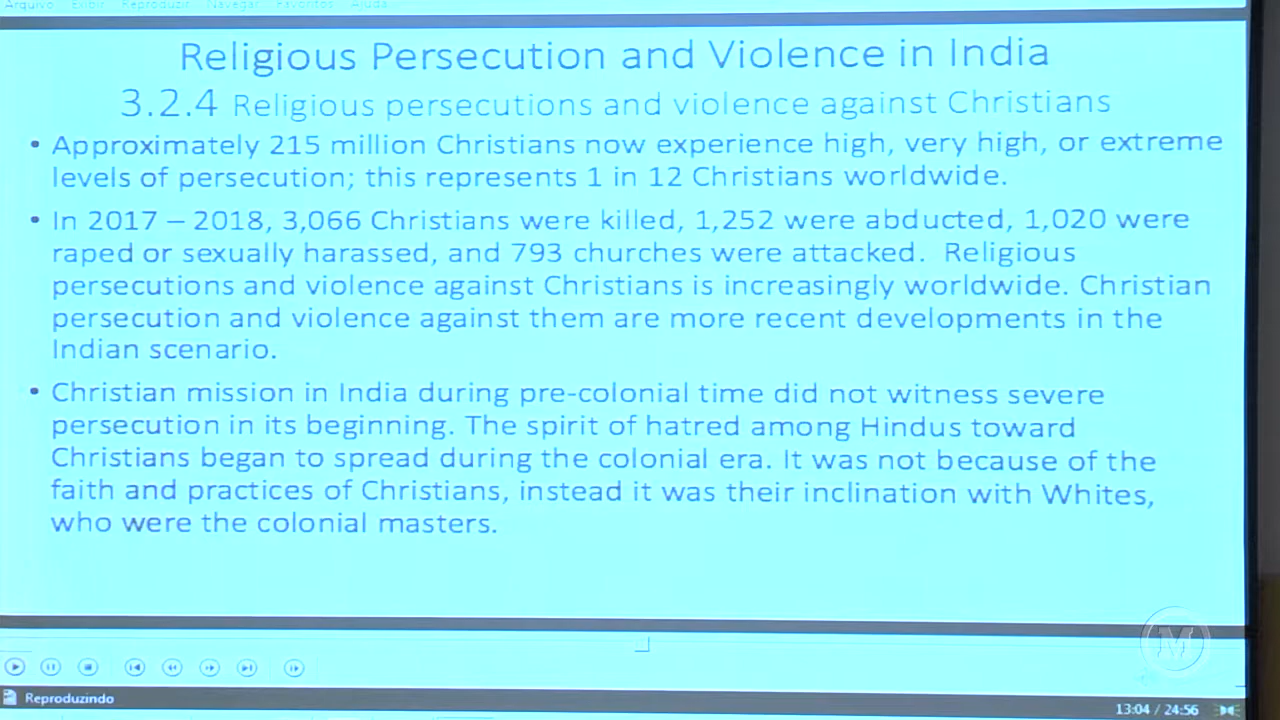 Arquivo Exibir Reproduzir Navegar Favoritos Ajuda
Religious Persecution and Violence in India
3.2.4 Religious persecutions and violence against Christians
• Approximately 215 million Christians now experience high, very high, or extreme
levels of persecution; this represents 1 in 12 Christians worldwide.
• In 2017 – 2018, 3,066 Christians were killed, 1,252 were abducted, 1,020 were
raped or sexually harassed, and 793 churches were attacked. Religious
persecutions and violence against Christians is increasingly worldwide. Christian
persecution and violence against them are more recent developments in the
Indian scenario.
• Christian mission in India during pre-colonial time did not witness severe
persecution in its beginning. The spirit of hatred among Hindus toward
Christians began to spread during the colonial era. It was not because of the
faith and practices of Christians, instead it was their inclination with Whites,
who were the colonial masters.
M
Reproduzindo
13:04 / 24:56